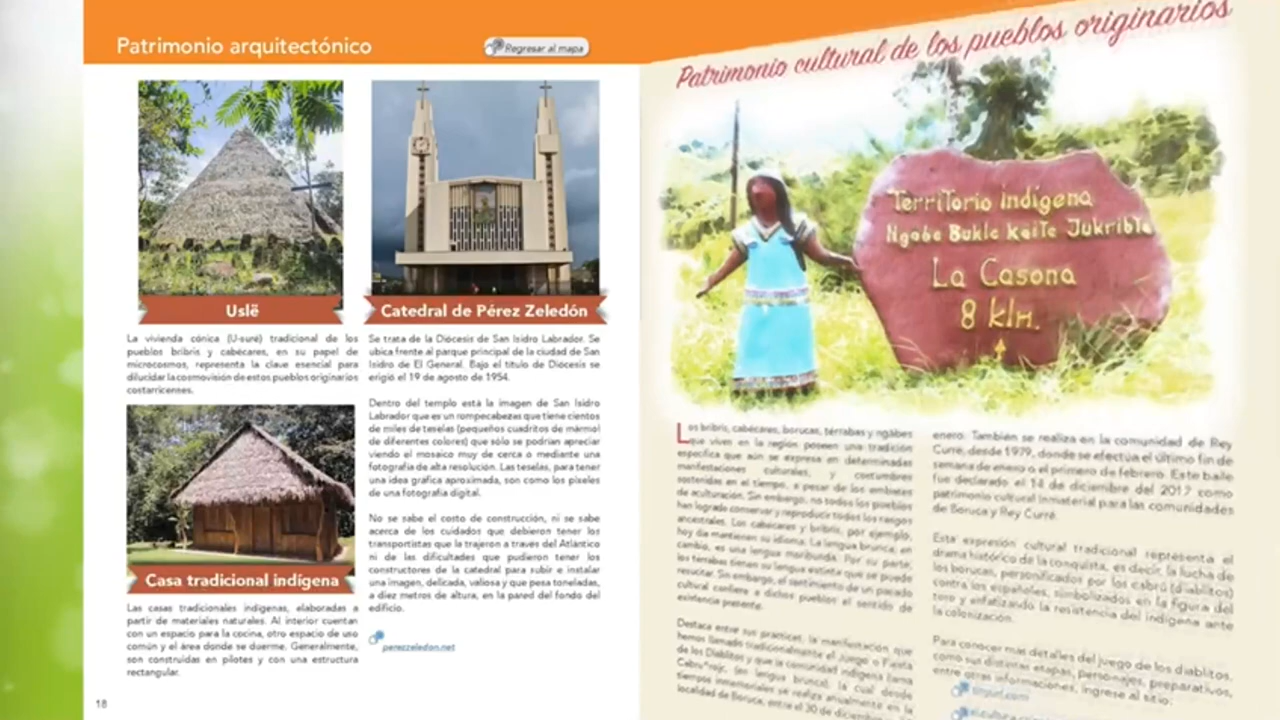 Patrimonio arquitectónico
Regresar al mapa
Uslë
La vivienda cónica (U-suré) tradicional de los
pueblos bribris y cabécares, en su papel de
microcosmos, representa la clave esencial para
dilucidar la cosmovisión de estos pueblos originarios
costarricenses.
Casa tradicional indígena
Las casas tradicionales indígenas, elaboradas a
partir de materiales naturales. Al interior cuentan
con un espacio para la cocina, otro espacio de uso
común y el área donde se duerme. Generalmente,
son construidas en pilotes y con una estructura
rectangular.
18
Catedral de Pérez Zeledón
Se trata de la Diócesis de San Isidro Labrador. Se
ubica frente al parque principal de la ciudad de San
Isidro de El General. Bajo el título de Diócesis se
erigió el 19 de agosto de 1954.
Dentro del templo está la imagen de San Isidro
Labrador que es un rompecabezas que tiene cientos
de miles de teselas (pequeños cuadritos de mármol
de diferentes colores) que sólo se podrían apreciar
viendo el mosaico muy de cerca o mediante una
fotografía de alta resolución. Las teselas, para tener
una idea gráfica aproximada, son como los píxeles
de una fotografía digital.
No se sabe el costo de construcción, ni se sabe
acerca de los cuidados que debieron tener los
transportistas que la trajeron a través del Atlántico
ni de las dificultades que pudieron tener los
constructores de la catedral para subir e instalar
una imagen, delicada, valiosa y que pesa toneladas,
a diez metros de altura, en la pared del fondo del
edificio.
perezzeledon.net
Patrimonio cultural de los pueblos originarios
Territorio Indígena
Ngobe Bukle Kaite Jukribte
La Casona
8 klm.
Los bribris, cabécares, borucas, térrabas y ngäbes
que viven en la región poseen una tradición
específica que aún se expresa en determinadas
manifestaciones culturales, y costumbres
sostenidas en el tiempo, a pesar de los embates
de aculturación. Sin embargo, no todos los pueblos
han logrado conservar y reproducir todos los rasgos
ancestrales. Los cabécares y bribris, por ejemplo,
hoy día mantienen su idioma. La lengua brunca, en
cambio, es una lengua moribunda. Por su parte,
los térrabas tienen su lengua extinta que se puede
resucitar. Sin embargo, el sentimiento de un pasado
cultural confiere a dichos pueblos el sentido de
existencia presente.
Destaca entre sus prácticas, la manifestación, que
hemos llamado tradicionalmente el Juego o Fiesta
de los Diablitos y que la comunidad indígena llama
(en lengua brunca), la cual desde
tiempos inmemoriales se realiza anualmente en la
localidad de Boruca, entre el 30 de diciembre
enero. También se realiza en la comunidad de Rey
Curré, desde 1979, donde se efectúa el último fin de
semana de enero o el primero de febrero. Este baile
fue declarado el 14 de diciembre del 2017 como
patrimonio cultural inmaterial para las comunidades
de Boruca y Rey Curré.
Esta expresión cultural tradicional representa el
drama histórico de la conquista, es decir, la lucha de
los borucas, personificados por los cabrú (diablitos)
contra los españoles, simbolizados en la figura del
toro y enfatizando la resistencia del indígena ante
la colonización.
Para conocer más detalles del juego de los diablitos,
como sus distintas etapas, personajes, preparativos,
entre otras informaciones, ingrese al sitio:
tinyurl.com